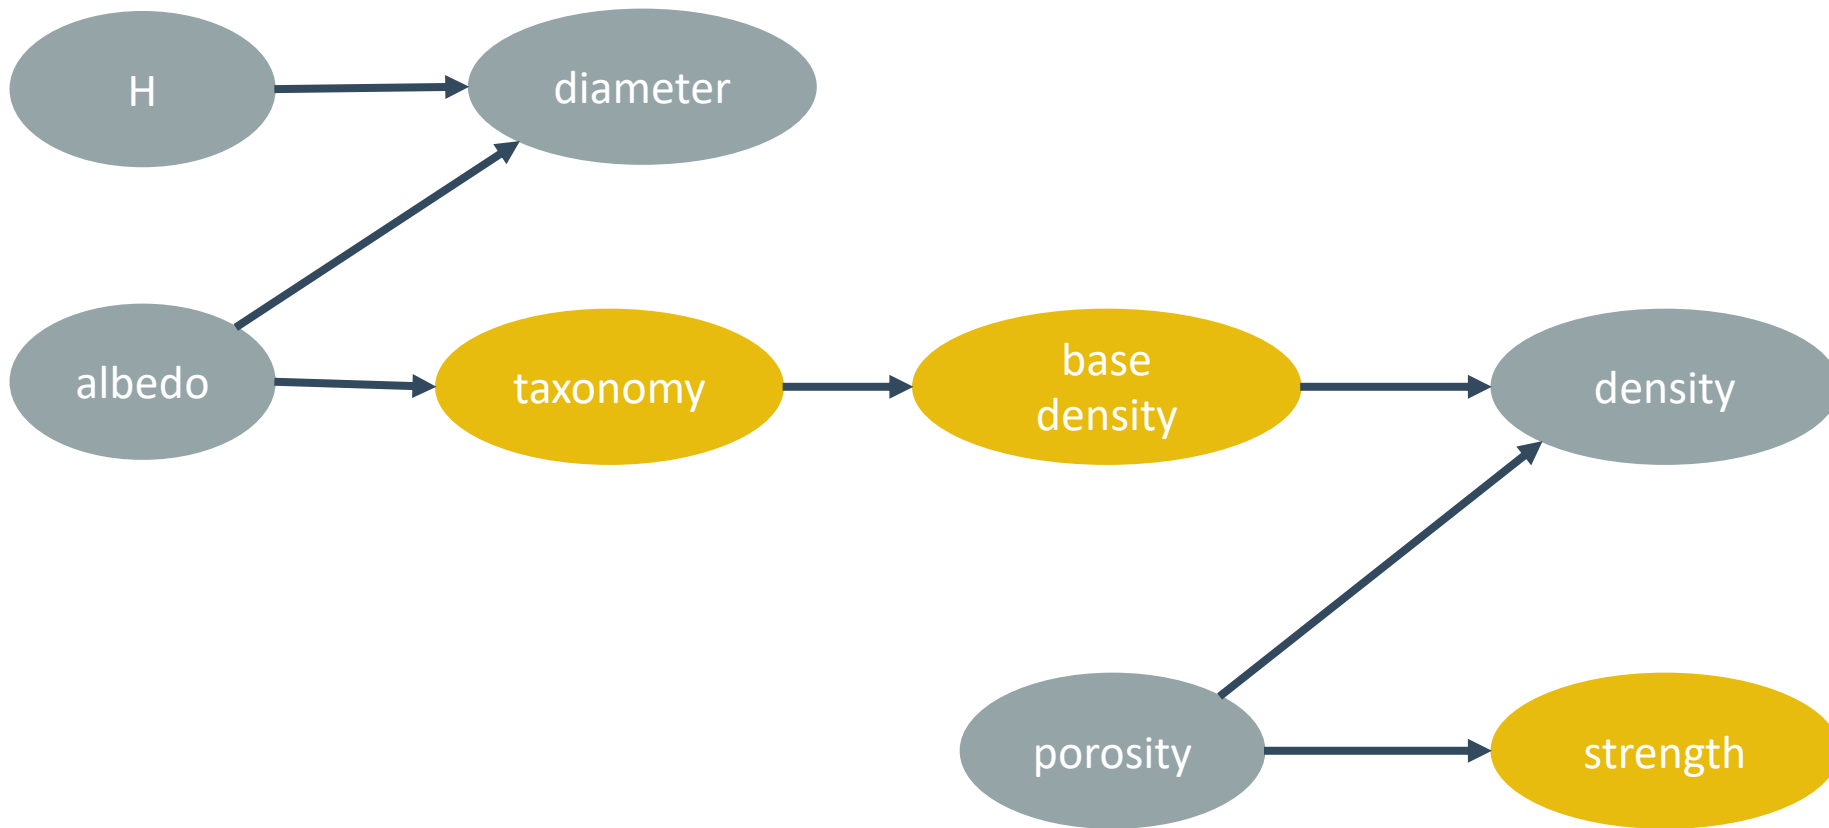 H
diameter
albedo
taxonomy
base
density
density
porosity
strength